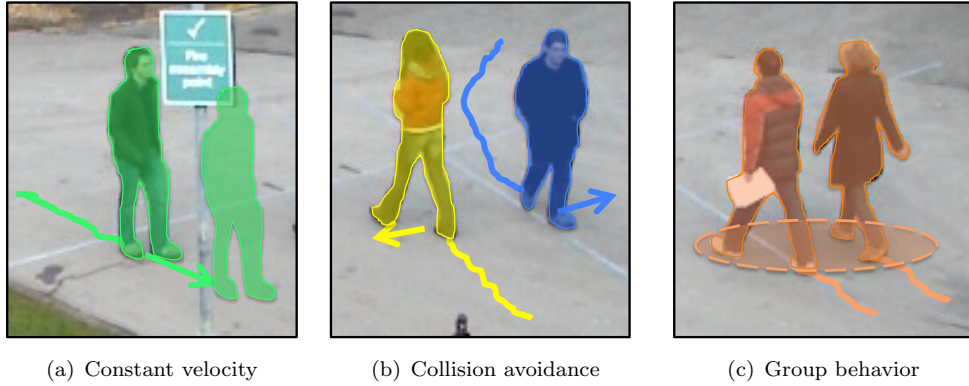 Fire
assembly
point
(a) Constant velocity
(b) Collision avoidance
(c) Group behavior